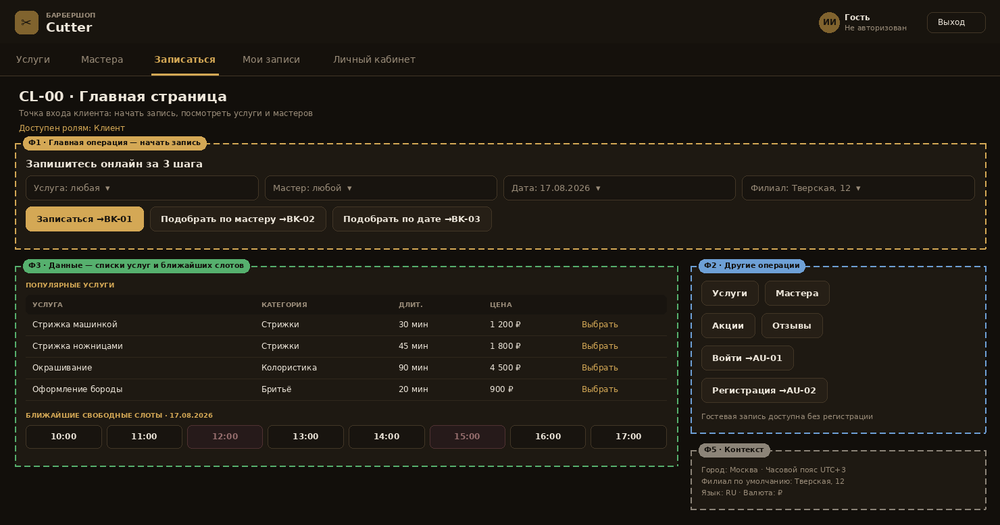 БАРБЕРШОП
Cutter
ИИ
Гость
Не авторизован
Выход
Услуги Мастера Записаться Мои записи Личный кабинет
CL-00 · Главная страница
Точка входа клиента: начать запись, посмотреть услуги и мастеров
Доступен ролям: Клиент
Ф1 · Главная операция — начать запись
Запишитесь онлайн за 3 шага
Услуга: любая ▾ Мастер: любой ▾ Дата: 17.08.2026 ▾ Филиал: Тверская, 12 ▾
Записаться →BK-01 Подобрать по мастеру →BK-02 Подобрать по дате →BK-03
Ф3 · Данные — списки услуг и ближайших слотов
ПОПУЛЯРНЫЕ УСЛУГИ
УСЛУГА КАТЕГОРИЯ ДЛИТ. ЦЕНА
Стрижка машинкой Стрижки 30 мин 1 200 ₽ Выбрать
Стрижка ножницами Стрижки 45 мин 1 800 ₽ Выбрать
Окрашивание Колористика 90 мин 4 500 ₽ Выбрать
Оформление бороды Бритьё 20 мин 900 ₽ Выбрать
БЛИЖАЙШИЕ СВОБОДНЫЕ СЛОТЫ · 17.08.2026
10:00 11:00 12:00 13:00 14:00 15:00 16:00 17:00
Ф2 · Другие операции
Услуги Мастера
Акции Отзывы
Войти →AU-01
Регистрация →AU-02
Гостевая запись доступна без регистрации
Ф5 · Контекст
Город: Москва · Часовой пояс UTC+3
Филиал по умолчанию: Тверская, 12
Язык: RU · Валюта: ₽